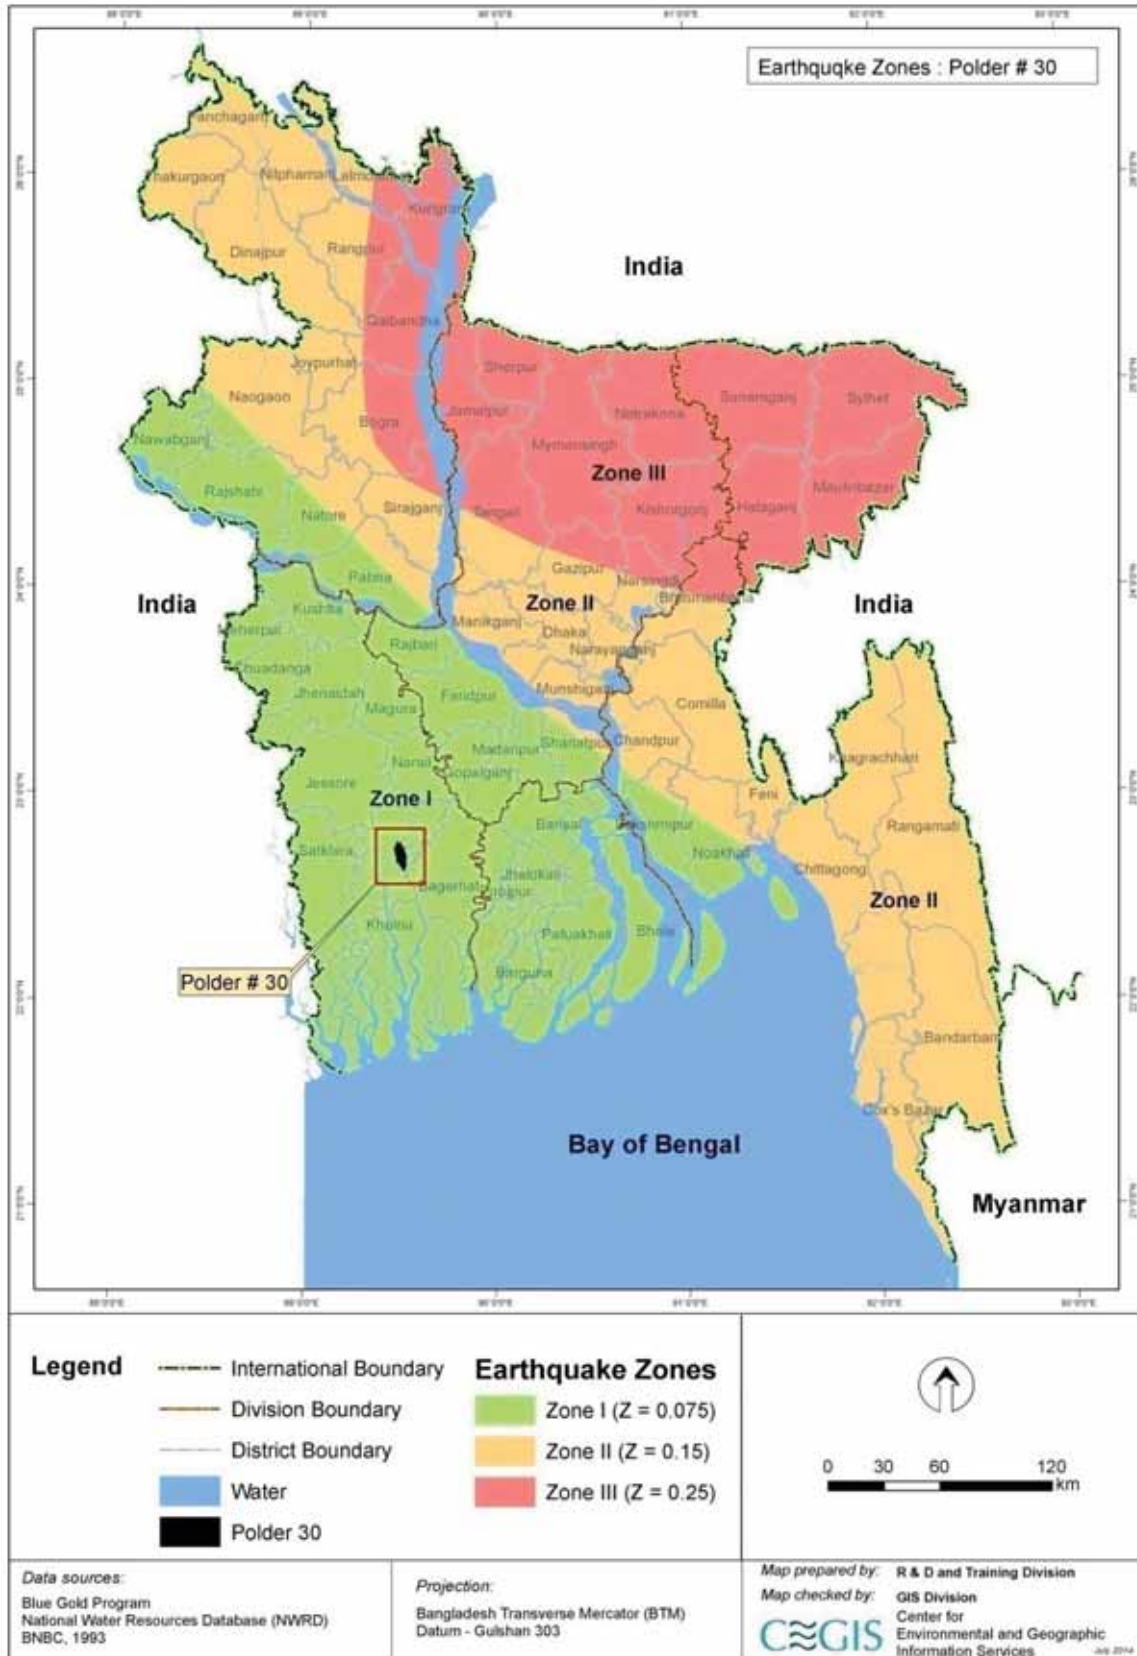 Earthquqke Zones : Polder # 30
Panchagarh
Thakurgaon
Nilphamari
Kurigram
Dinajpur
Rangpur
India
Gaibandha
Joypurhat
Sherpur
Naogaon
Jamalpur
Netrakona
Sunamganj
Sylhet
Bogra
Nawabganj
Mymensingh
Zone III
Rajshahi
Maulvibazar
Natore
Sirajganj
Tangail
Kishorganj
Habiganj
Pabna
Gazipur
Narsingdi
Brahmanbaria
India
Kushtia
Zone II
India
Meherpur
Manikganj
Dhaka
Rajbari
Narayanganj
Chuadanga
Jhenaidah
Faridpur
Munshiganj
Magura
Comilla
Madaripur
Shariatpur
Chandpur
Narail
Gopalganj
Khagrachhari
Jessore
Zone I
Feni
Barisal
Lakshmipur
Rangamati
Satkhira
Noakhali
Jhalokati
Chittagong
Bagerhat
Zone II
Khulna
Patuakhali
Bhola
Polder # 30
Barguna
Bandarban
Cox's Bazar
Bay of Bengal
Myanmar
Legend
International Boundary
Division Boundary
District Boundary
Water
Polder 30
Earthquake Zones
Zone I (Z = 0.075)
Zone II (Z = 0.15)
Zone III (Z = 0.25)
0 30 60 120
km
Data sources:
Blue Gold Program
National Water Resources Database (NWRD)
BNBC, 1993
Projection:
Bangladesh Transverse Mercator (BTM)
Datum - Gulshan 303
Map prepared by: R & D and Training Division
Map checked by: GIS Division
CEGIS
Center for
Environmental and Geographic
Information Services
July 2014